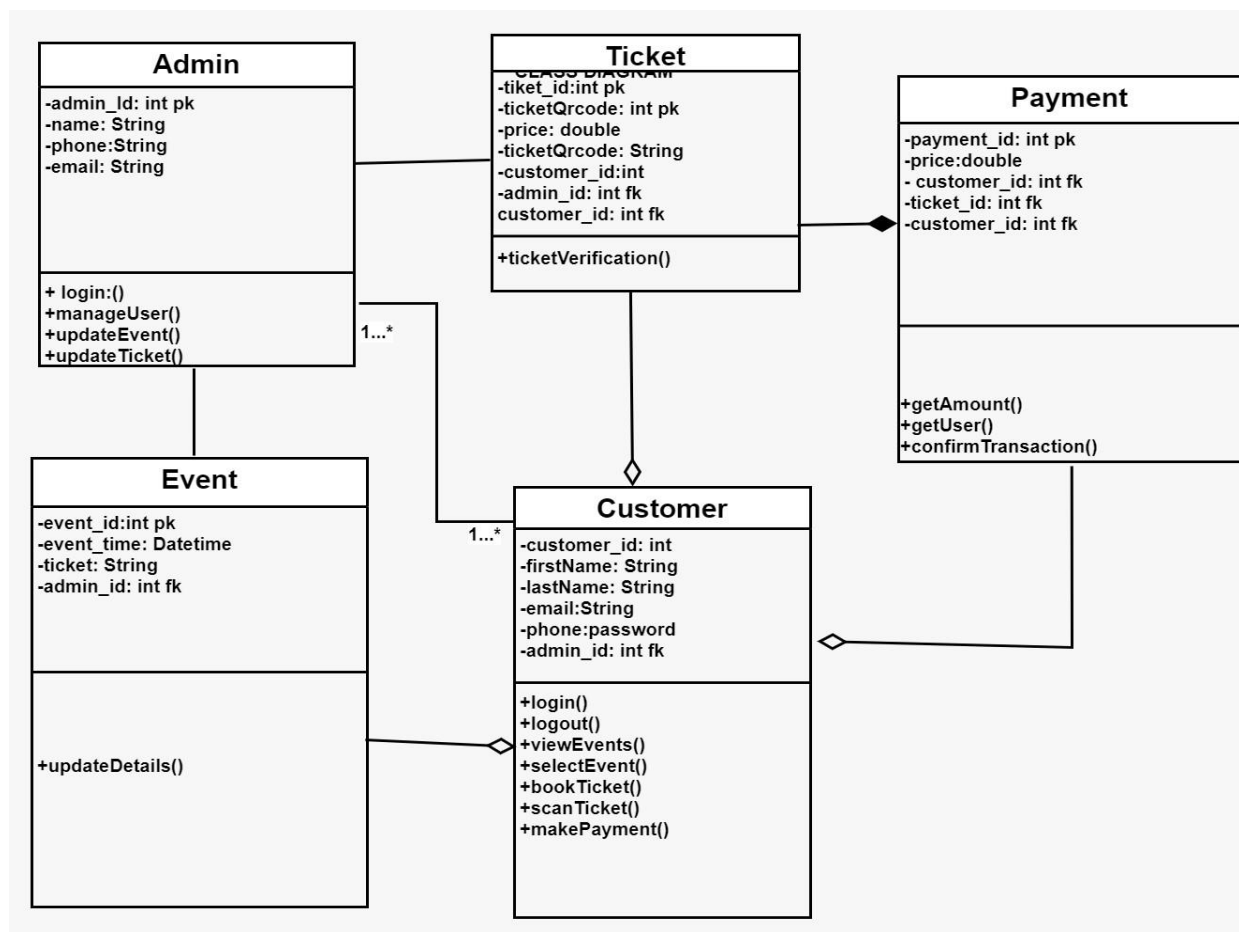 Admin
-admin_Id: int pk
-name: String
-phone:String
-email: String
+ login:()
+manageUser()
+updateEvent()
+updateTicket()
Ticket
CLASS DIAGRAM
-tiket_id:int pk
-ticketQrcode: int pk
-price: double
-ticketQrcode: String
-customer_id:int
-admin_id: int fk
customer_id: int fk
+ticketVerification()
Payment
-payment_id: int pk
-price:double
- customer_id: int fk
-ticket_id: int fk
-customer_id: int fk
+getAmount()
+getUser()
+confirmTransaction()
1...*
1...*
Event
-event_id:int pk
-event_time: Datetime
-ticket: String
-admin_id: int fk
+updateDetails()
Customer
-customer_id: int
-firstName: String
-lastName: String
-email:String
-phone:password
-admin_id: int fk
+login()
+logout()
+viewEvents()
+selectEvent()
+bookTicket()
+scanTicket()
+makePayment()